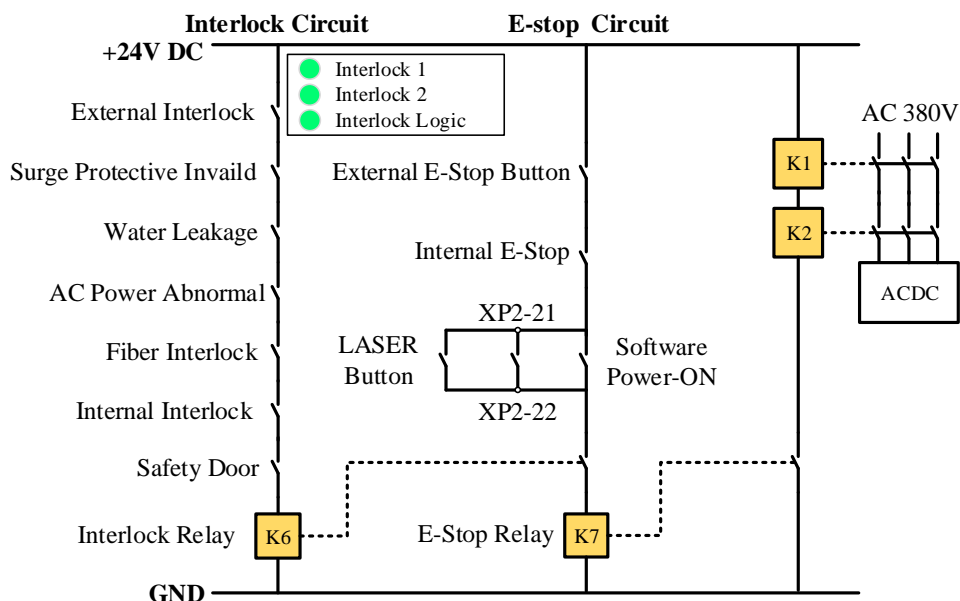 Interlock Circuit
E-stop Circuit
+24V DC
Interlock 1
Interlock 2
Interlock Logic
External Interlock
AC 380V
Surge Protective Invaild
External E-Stop Button
K1
Water Leakage
K2
Internal E-Stop
AC Power Abnormal
ACDC
XP2-21
Fiber Interlock
LASER
Button
Software
Power-ON
Internal Interlock
XP2-22
Safety Door
Interlock Relay
K6
E-Stop Relay
K7
GND